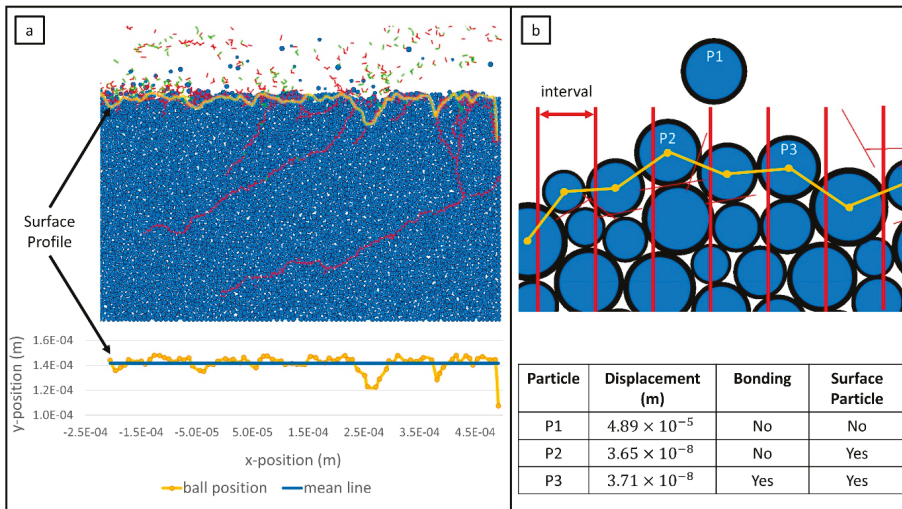 a
Surface
Profile
1.6E-04
1.4E-04
1.2E-04
1.0E-04
y-position (m)
-2.5E-04 -1.5E-04 -5.0E-05 5.0E-05 1.5E-04 2.5E-04 3.5E-04 4.5E-04
x-position (m)
ball position mean line
b
P1
interval
P2
P3
Particle Displacement (m) Bonding Surface Particle
P1 4.89 × 10⁻⁵ No No
P2 3.65 × 10⁻⁸ No Yes
P3 3.71 × 10⁻⁸ Yes Yes